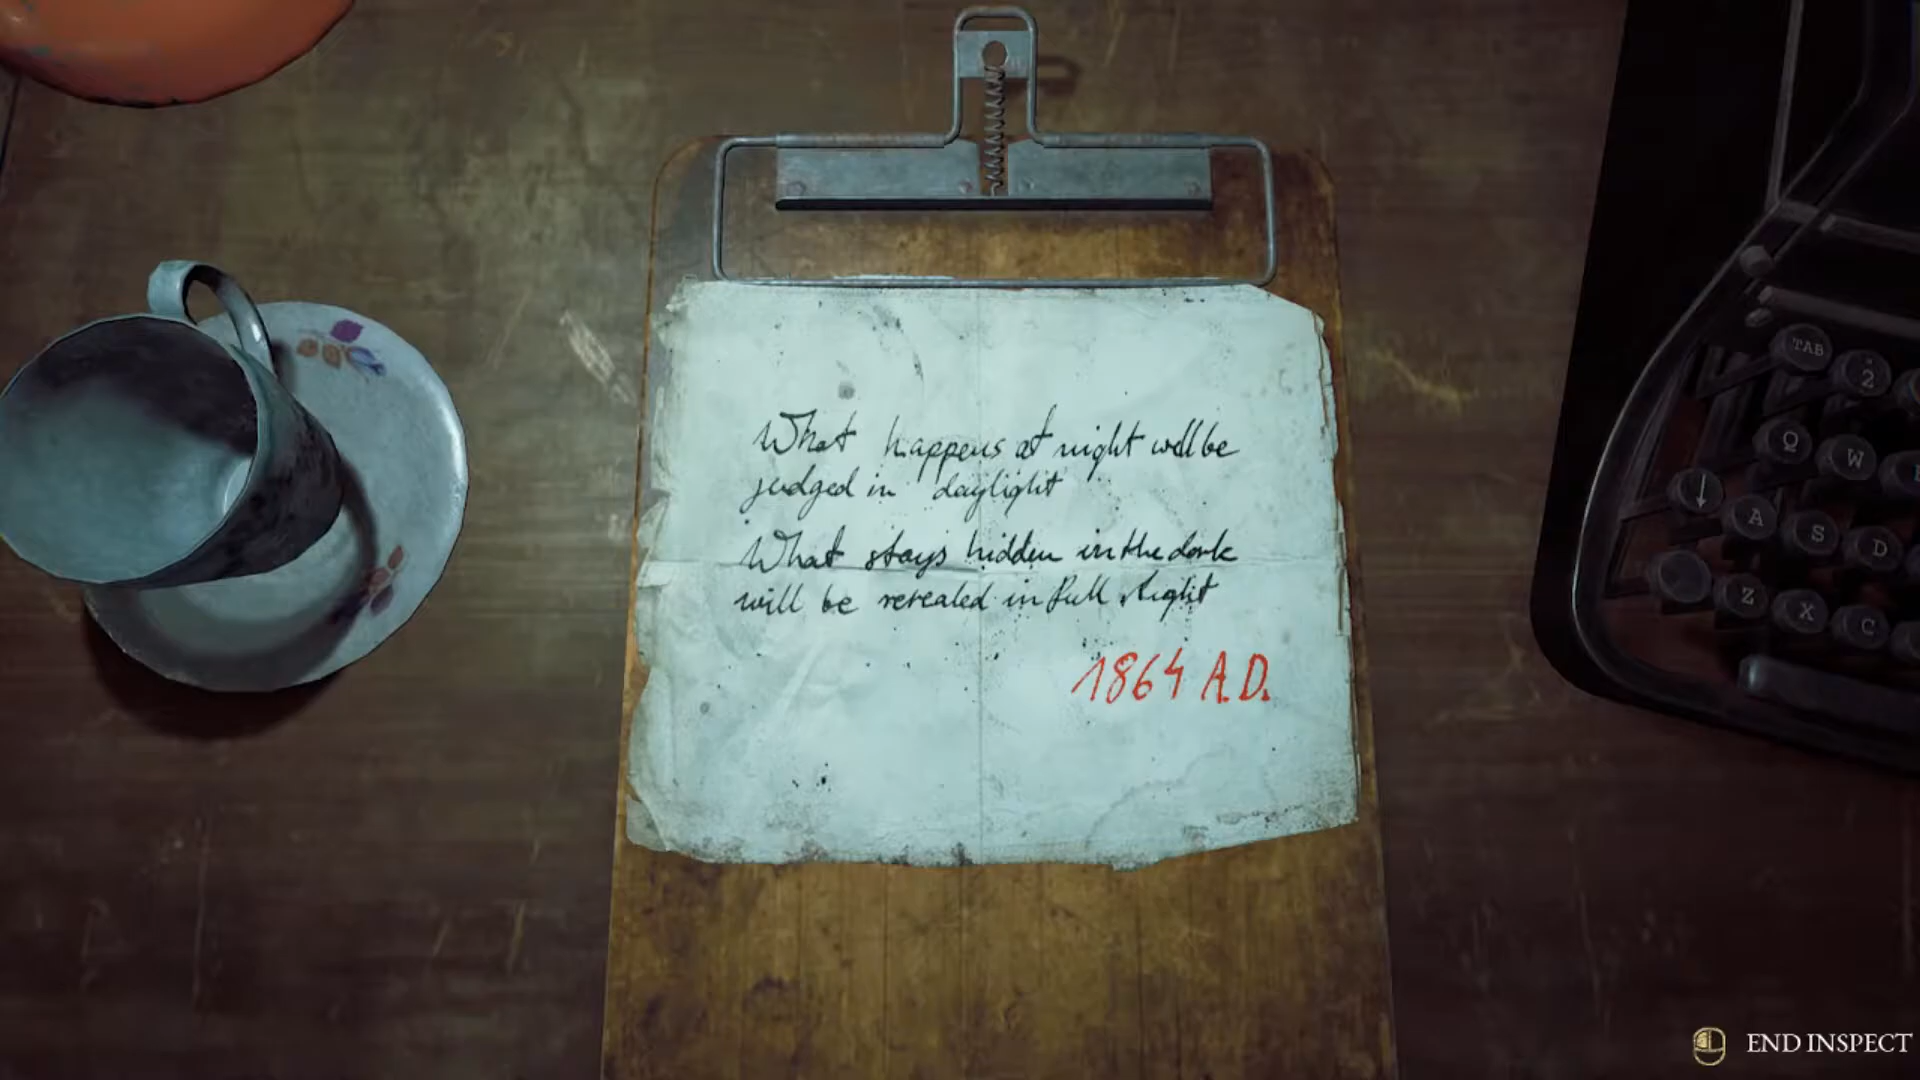 What happens at night will be
judged in daylight
What stays hidden in the dark
will be revealed in full light
1864 A.D.
TAB 2
Q W
↓ A S D
Z X C
END INSPECT